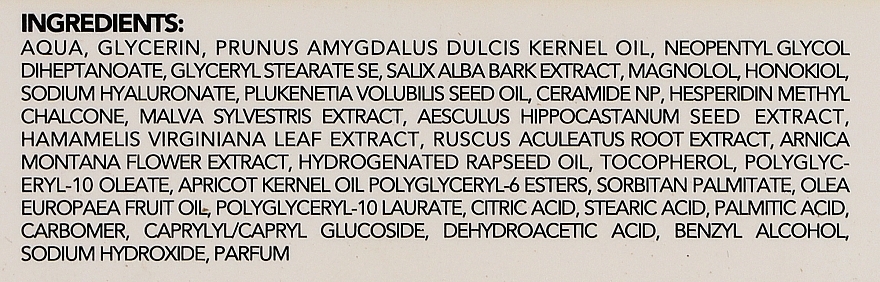 INGREDIENTS:
AQUA, GLYCERIN, PRUNUS AMYGDALUS DULCIS KERNEL OIL, NEOPENTYL GLYCOL
DIHEPTANOATE, GLYCERYL STEARATE SE, SALIX ALBA BARK EXTRACT, MAGNOLOL, HONOKIOL,
SODIUM HYALURONATE, PLUKENETIA VOLUBILIS SEED OIL, CERAMIDE NP, HESPERIDIN METHYL
CHALCONE, MALVA SYLVESTRIS EXTRACT, AESCULUS HIPPOCASTANUM SEED EXTRACT,
HAMAMELIS VIRGINIANA LEAF EXTRACT, RUSCUS ACULEATUS ROOT EXTRACT, ARNICA
MONTANA FLOWER EXTRACT, HYDROGENATED RAPSEED OIL, TOCOPHEROL, POLYGLYC-
ERYL-10 OLEATE, APRICOT KERNEL OIL POLYGLYCERYL-6 ESTERS, SORBITAN PALMITATE, OLEA
EUROPAEA FRUIT OIL, POLYGLYCERYL-10 LAURATE, CITRIC ACID, STEARIC ACID, PALMITIC ACID,
CARBOMER, CAPRYLYL/CAPRYL GLUCOSIDE, DEHYDROACETIC ACID, BENZYL ALCOHOL,
SODIUM HYDROXIDE, PARFUM